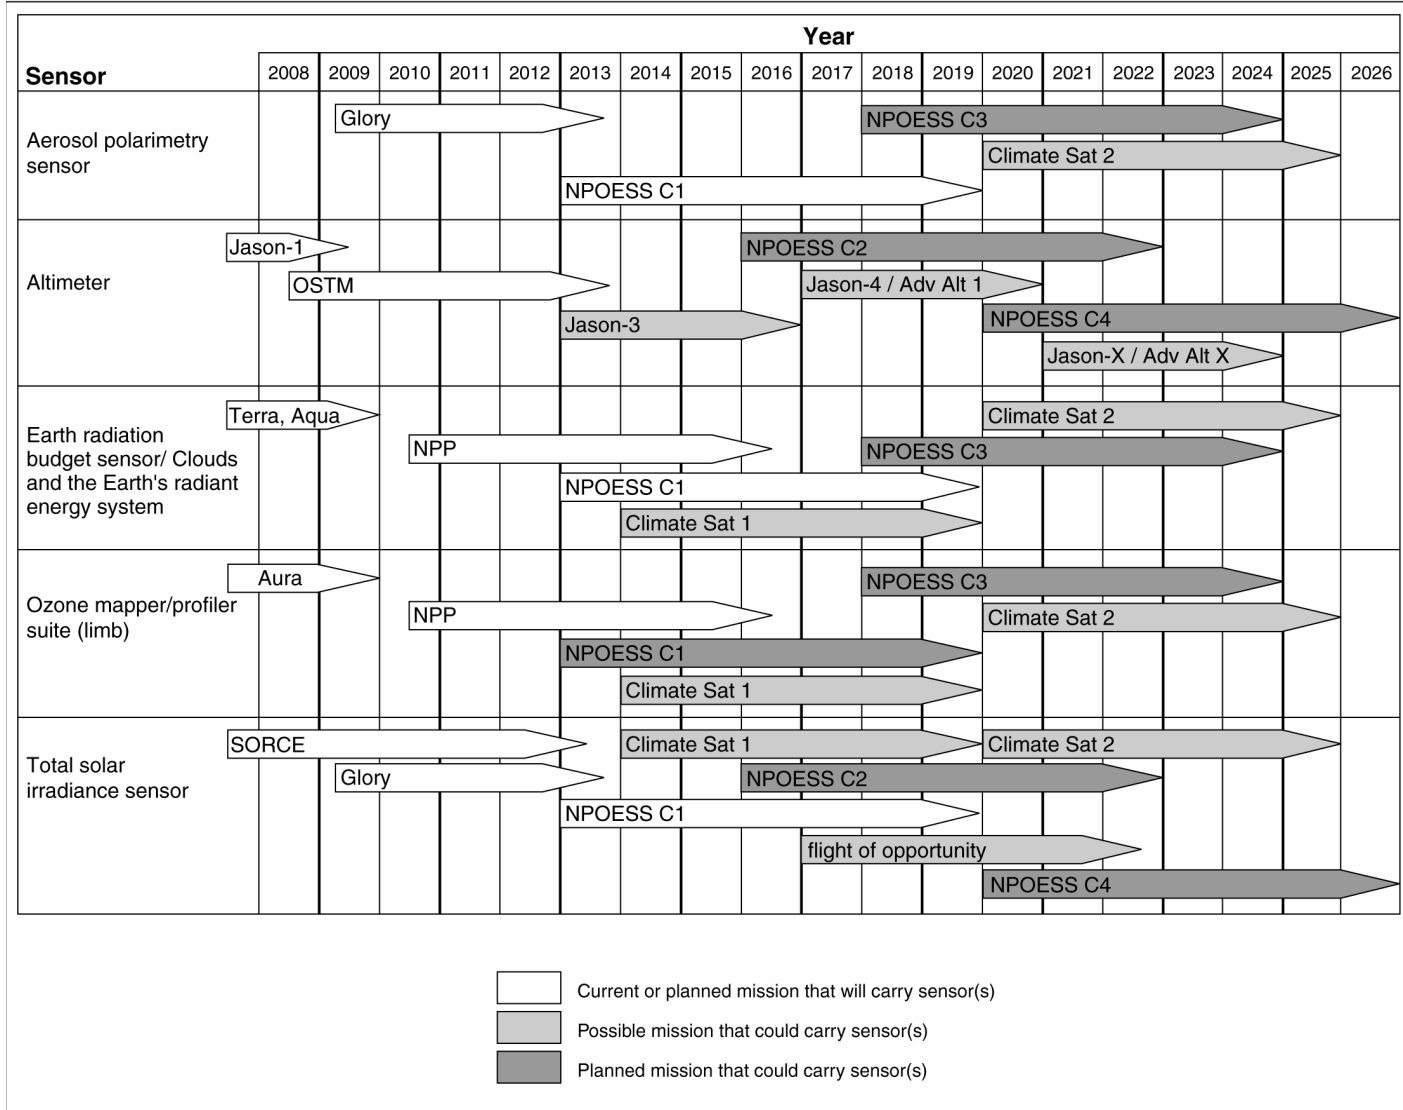 Year
Sensor
2008 2009 2010 2011 2012 2013 2014 2015 2016 2017 2018 2019 2020 2021 2022 2023 2024 2025 2026
Aerosol polarimetry
sensor
Glory
NPOESS C3
Climate Sat 2
NPOESS C1
Altimeter
Jason-1
NPOESS C2
OSTM
Jason-4 / Adv Alt 1
Jason-3
NPOESS C4
Jason-X / Adv Alt X
Earth radiation
budget sensor/ Clouds
and the Earth's radiant
energy system
Terra, Aqua
Climate Sat 2
NPP
NPOESS C3
NPOESS C1
Climate Sat 1
Ozone mapper/profiler
suite (limb)
Aura
NPOESS C3
NPP
Climate Sat 2
NPOESS C1
Climate Sat 1
Total solar
irradiance sensor
SORCE
Climate Sat 1
Climate Sat 2
Glory
NPOESS C2
NPOESS C1
flight of opportunity
NPOESS C4
Current or planned mission that will carry sensor(s)
Possible mission that could carry sensor(s)
Planned mission that could carry sensor(s)